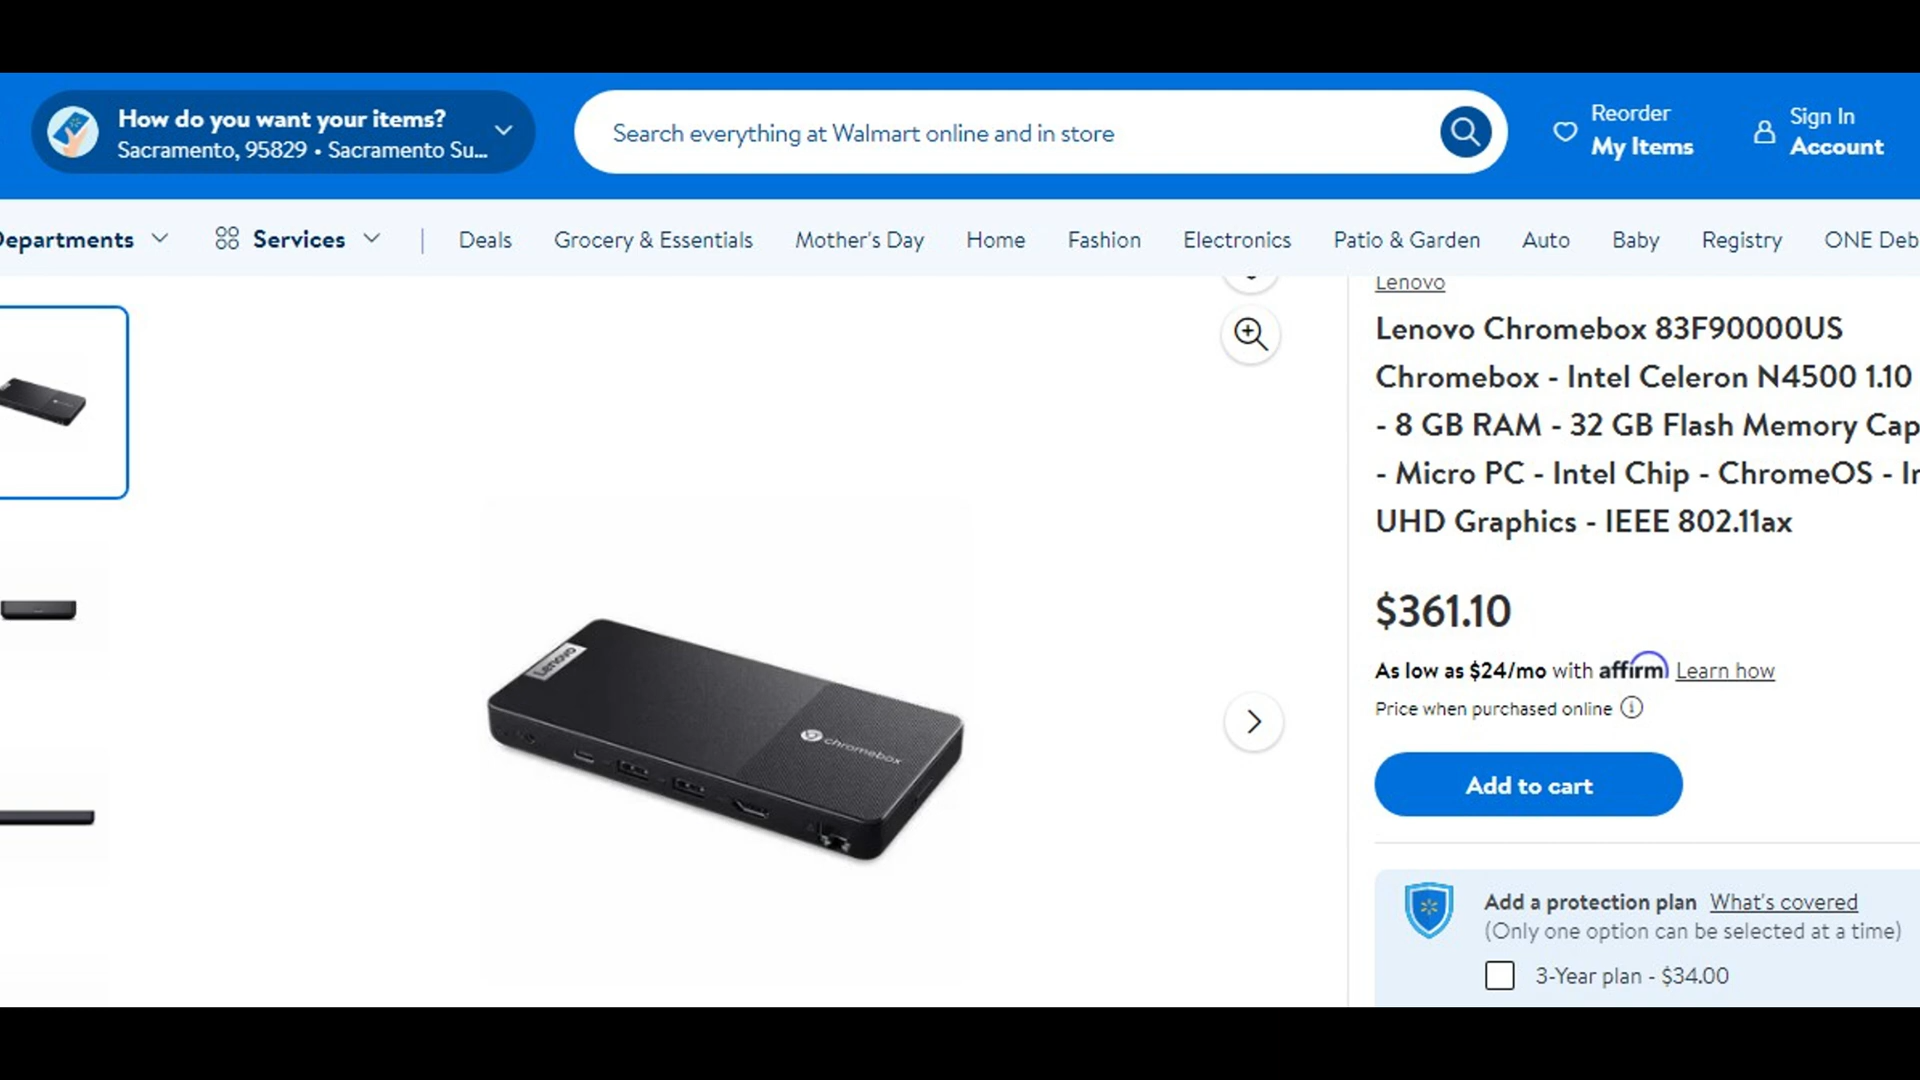 How do you want your items?
Sacramento, 95829 • Sacramento Su...
Search everything at Walmart online and in store
Reorder
My Items
Sign In
Account
Departments
Services
Deals
Grocery & Essentials
Mother's Day
Home
Fashion
Electronics
Patio & Garden
Auto
Baby
Registry
ONE Deb
Lenovo
Lenovo Chromebox 83F90000US
Chromebox - Intel Celeron N4500 1.10
- 8 GB RAM - 32 GB Flash Memory Cap
- Micro PC - Intel Chip - ChromeOS - In
UHD Graphics - IEEE 802.11ax
$361.10
As low as $24/mo with affirm Learn how
Price when purchased online
Add to cart
Add a protection plan What's covered
(Only one option can be selected at a time)
3-Year plan - $34.00
Lenovo
chromebox